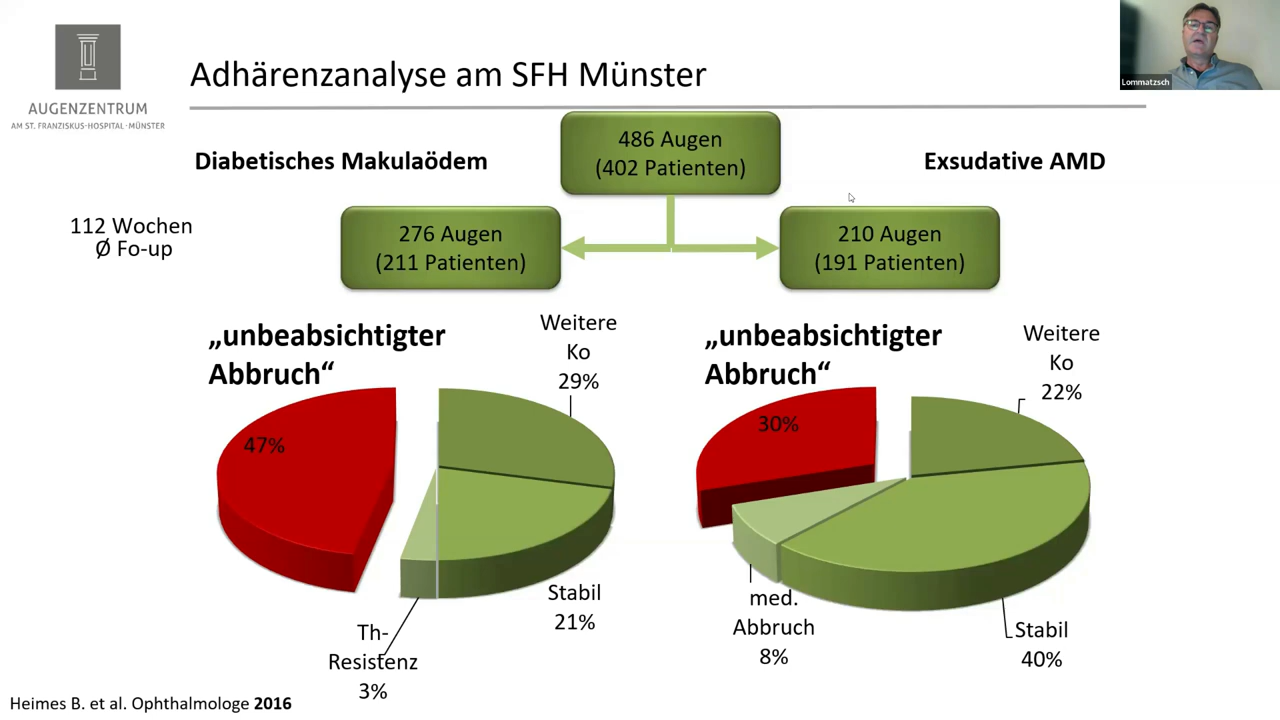 Lommatzsch
AUGENZENTRUM
AM ST. FRANZISKUS-HOSPITAL·MÜNSTER
Adhärenzanalyse am SFH Münster
Diabetisches Makulaödem
486 Augen
(402 Patienten)
Exsudative AMD
112 Wochen
Ø Fo-up
276 Augen
(211 Patienten)
210 Augen
(191 Patienten)
„unbeabsichtigter
Abbruch“
Weitere
Ko
29%
47%
Stabil
21%
Th-
Resistenz
3%
„unbeabsichtigter
Abbruch“
Weitere
Ko
22%
30%
med.
Abbruch
8%
Stabil
40%
Heimes B. et al. Ophthalmologe 2016